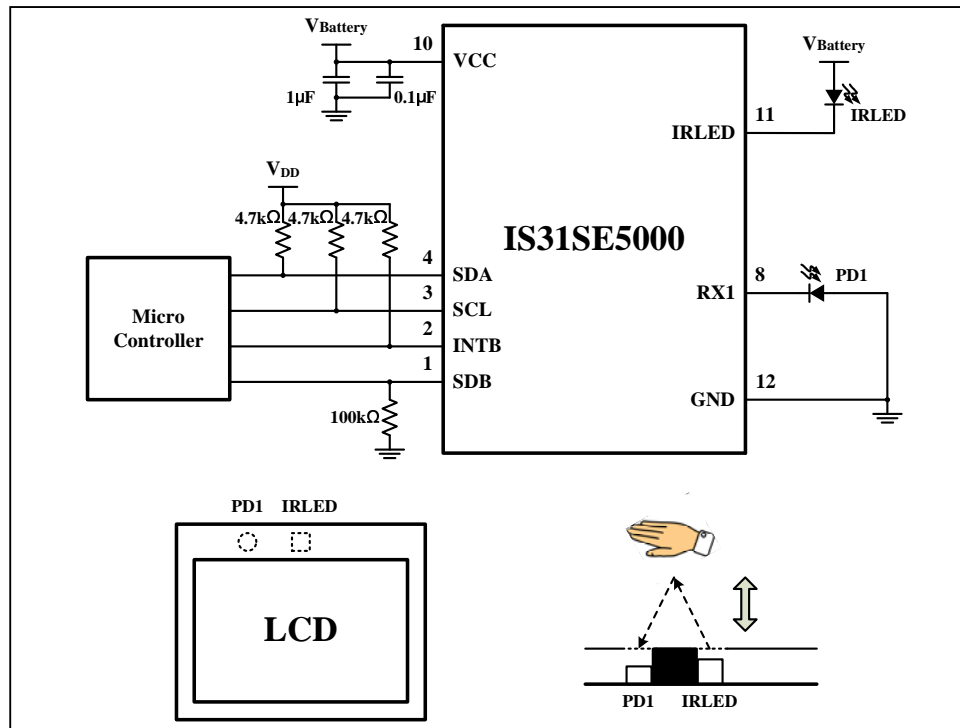 VBattery
10
VCC
1µF
0.1µF
VBattery
IRLED
11
IRLED
VDD
4.7kΩ
4.7kΩ
4.7kΩ
IS31SE5000
Micro
Controller
4
SDA
3
SCL
2
INTB
1
SDB
100kΩ
8
RX1
PD1
12
GND
PD1
IRLED
LCD
PD1
IRLED